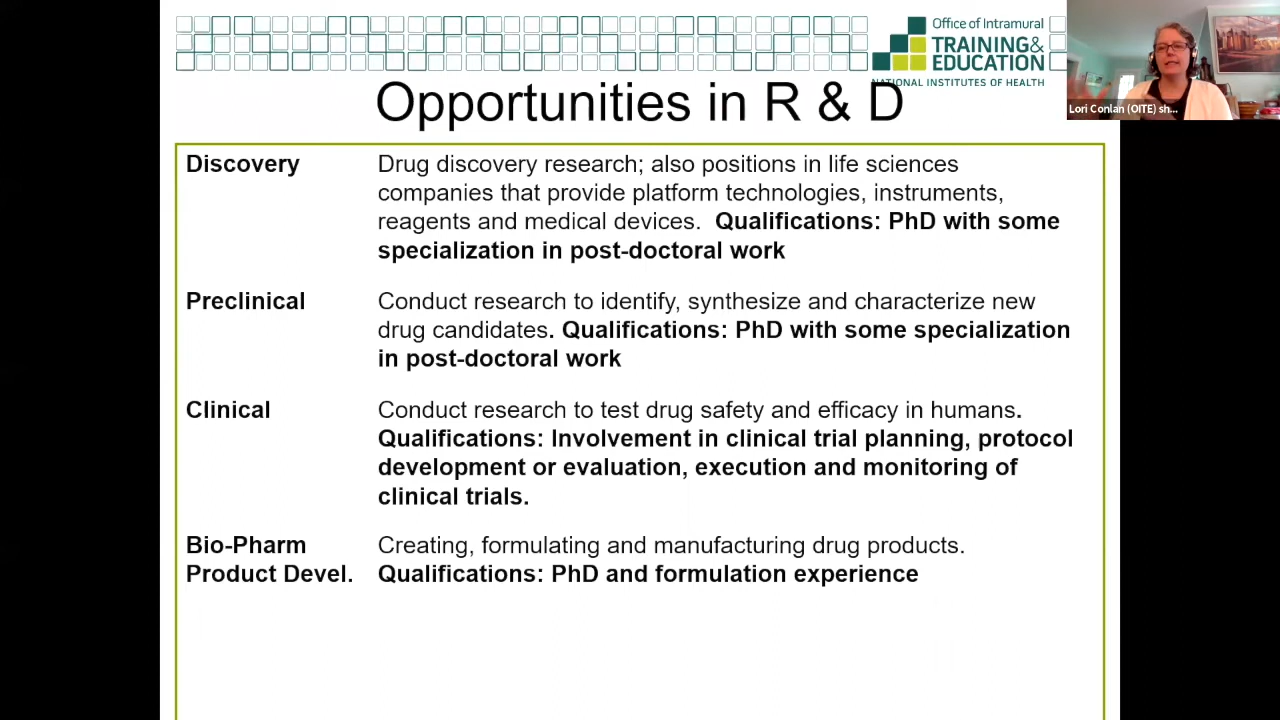 Office of Intramural
TRAINING&
EDUCATION
NATIONAL INSTITUTES OF HEALTH
Lori Conlan (OITE) sh...
Opportunities in R & D
Discovery
Drug discovery research; also positions in life sciences
companies that provide platform technologies, instruments,
reagents and medical devices. Qualifications: PhD with some
specialization in post-doctoral work
Preclinical
Conduct research to identify, synthesize and characterize new
drug candidates. Qualifications: PhD with some specialization
in post-doctoral work
Clinical
Conduct research to test drug safety and efficacy in humans.
Qualifications: Involvement in clinical trial planning, protocol
development or evaluation, execution and monitoring of
clinical trials.
Bio-Pharm
Product Devel.
Creating, formulating and manufacturing drug products.
Qualifications: PhD and formulation experience